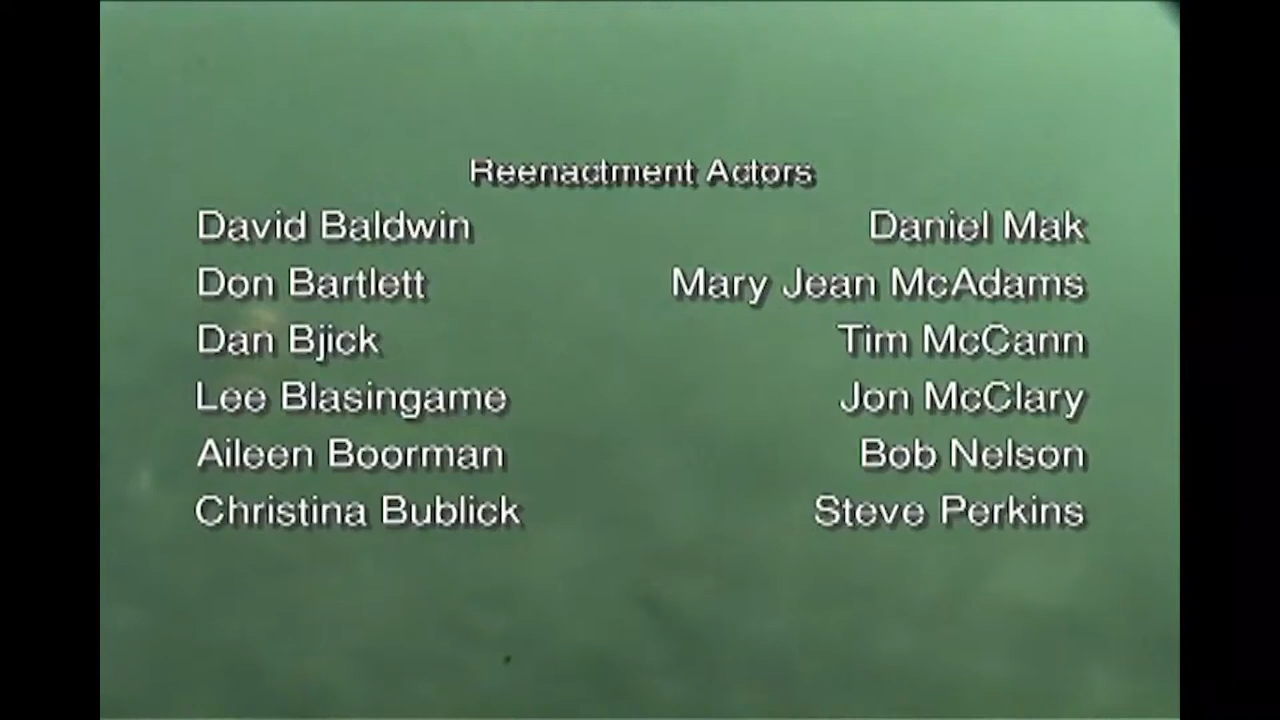 Reenactment Actors
David Baldwin Daniel Mak
Don Bartlett Mary Jean McAdams
Dan Bjick Tim McCann
Lee Blasingame Jon McClary
Aileen Boorman Bob Nelson
Christina Bublick Steve Perkins